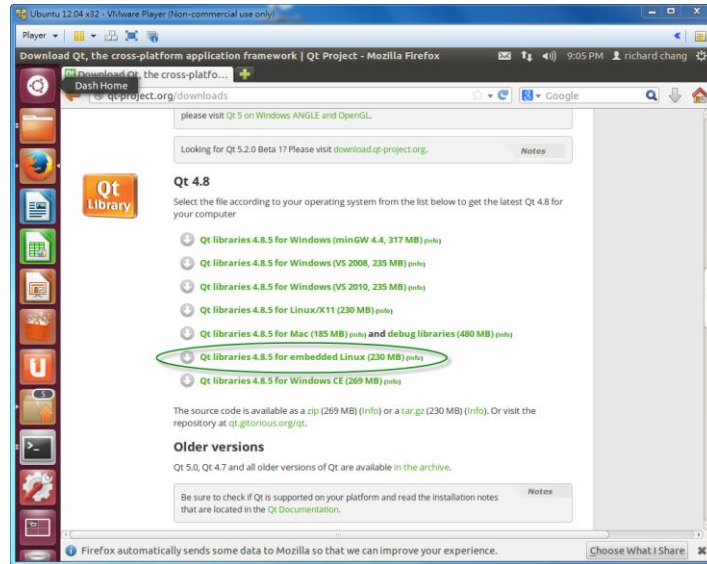 Ubuntu 12.04 x32 - VMware Player (Non-commercial use only)
Player
Download Qt, the cross-platform application framework | Qt Project - Mozilla Firefox 9:05 PM richard chang
Download Qt, the cross-platfo...
Dash Home
qt-project.org/downloads Google
please visit Qt 5 on Windows ANGLE and OpenGL.
Looking for Qt 5.2.0 Beta 1? Please visit download.qt-project.org. Notes
Qt Library
Qt 4.8
Select the file according to your operating system from the list below to get the latest Qt 4.8 for
your computer
Qt libraries 4.8.5 for Windows (minGW 4.4, 317 MB) (info)
Qt libraries 4.8.5 for Windows (VS 2008, 235 MB) (info)
Qt libraries 4.8.5 for Windows (VS 2010, 235 MB) (info)
Qt libraries 4.8.5 for Linux/X11 (230 MB) (info)
Qt libraries 4.8.5 for Mac (185 MB) (info) and debug libraries (480 MB) (info)
Qt libraries 4.8.5 for embedded Linux (230 MB) (info)
Qt libraries 4.8.5 for Windows CE (269 MB) (info)
The source code is available as a zip (269 MB) (info) or a tar.gz (230 MB) (info). Or visit the
repository at qt.gitorious.org/qt.
Older versions
Qt 5.0, Qt 4.7 and all older versions of Qt are available in the archive.
Be sure to check if Qt is supported on your platform and read the installation notes Notes
that are located in the Qt Documentation.
Firefox automatically sends some data to Mozilla so that we can improve your experience. Choose What I Share